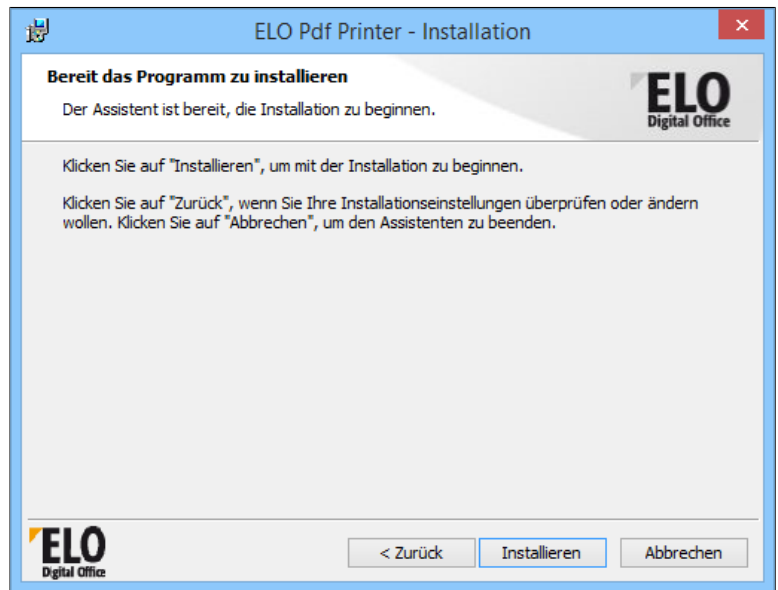 ELO Pdf Printer - Installation
Bereit das Programm zu installieren
Der Assistent ist bereit, die Installation zu beginnen.
ELO
Digital Office
Klicken Sie auf "Installieren", um mit der Installation zu beginnen.
Klicken Sie auf "Zurück", wenn Sie Ihre Installationseinstellungen überprüfen oder ändern
wollen. Klicken Sie auf "Abbrechen", um den Assistenten zu beenden.
ELO
Digital Office
< Zurück
Installieren
Abbrechen